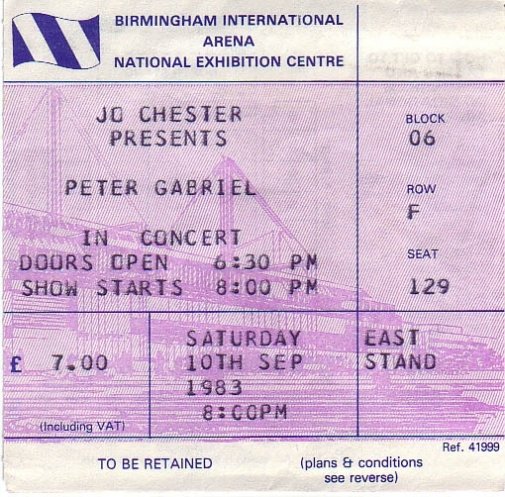 BIRMINGHAM INTERNATIONAL
ARENA
NATIONAL EXHIBITION CENTRE
JO CHESTER
PRESENTS
PETER GABRIEL
IN CONCERT
DOORS OPEN 6:30 PM
SHOW STARTS 8:00 PM
BLOCK
06
ROW
F
SEAT
129
£ 7.00
(Including VAT)
SATURDAY
10TH SEP
1983
8:00PM
EAST
STAND
Ref. 41999
TO BE RETAINED
(plans & conditions
see reverse)